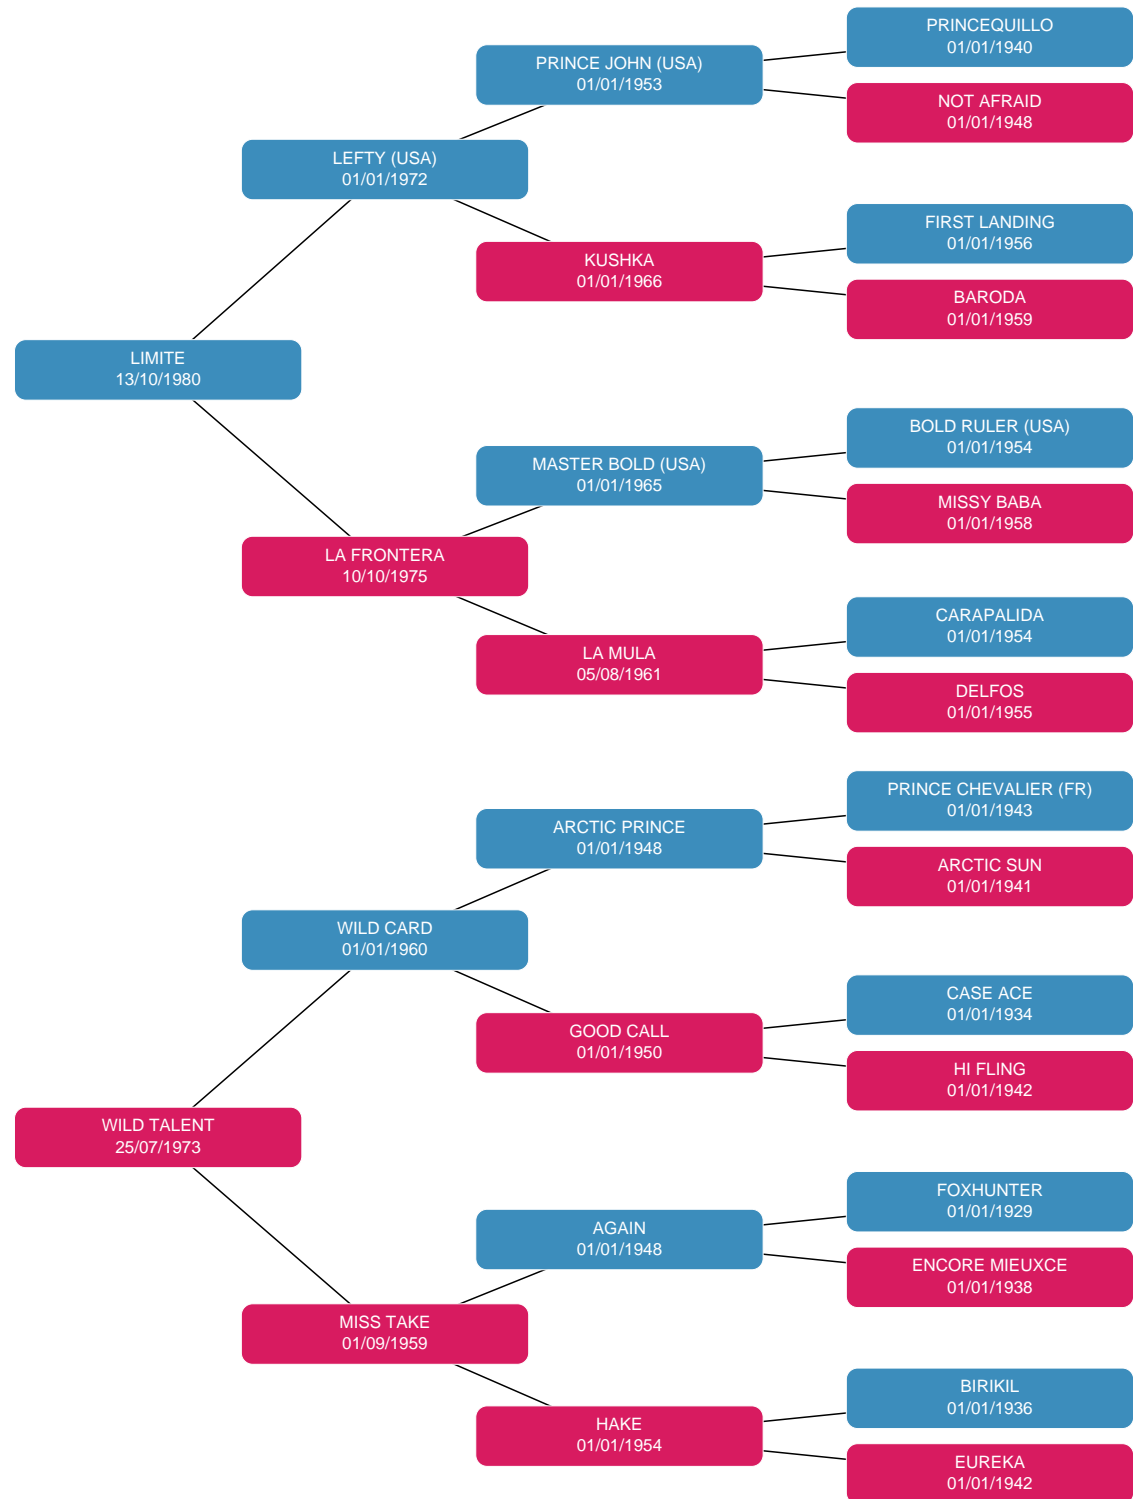 PRINCEQUILLO
01/01/1940
PRINCE JOHN (USA)
01/01/1953
NOT AFRAID
01/01/1948
LEFTY (USA)
01/01/1972
FIRST LANDING
01/01/1956
KUSHKA
01/01/1966
BARODA
01/01/1959
LIMITE
13/10/1980
BOLD RULER (USA)
01/01/1954
MASTER BOLD (USA)
01/01/1965
MISSY BABA
01/01/1958
LA FRONTERA
10/10/1975
CARAPALIDA
01/01/1954
LA MULA
05/08/1961
DELFOS
01/01/1955
PRINCE CHEVALIER (FR)
01/01/1943
ARCTIC PRINCE
01/01/1948
ARCTIC SUN
01/01/1941
WILD CARD
01/01/1960
CASE ACE
01/01/1934
GOOD CALL
01/01/1950
HI FLING
01/01/1942
WILD TALENT
25/07/1973
FOXHUNTER
01/01/1929
AGAIN
01/01/1948
ENCORE MIEUXCE
01/01/1938
MISS TAKE
01/09/1959
BIRIKIL
01/01/1936
HAKE
01/01/1954
EUREKA
01/01/1942